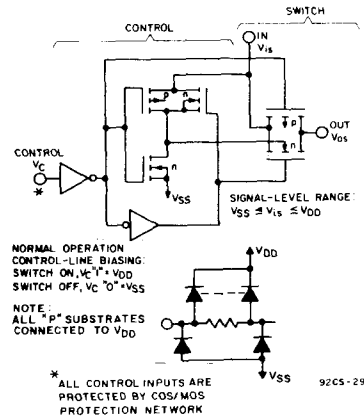 SWITCH
CONTROL
IN
Vis
p
n
n
p
n
OUT
Vos
CONTROL
VC
*
VSS
SIGNAL-LEVEL RANGE:
VSS ≤ Vis ≤ VDD
NORMAL OPERATION
CONTROL-LINE BIASING:
SWITCH ON, VC "1" = VDD
SWITCH OFF, VC "0" = VSS
VDD
NOTE:
ALL "P" SUBSTRATES
CONNECTED TO VDD
VSS
* ALL CONTROL INPUTS ARE
PROTECTED BY COS/MOS
PROTECTION NETWORK
92CS-29